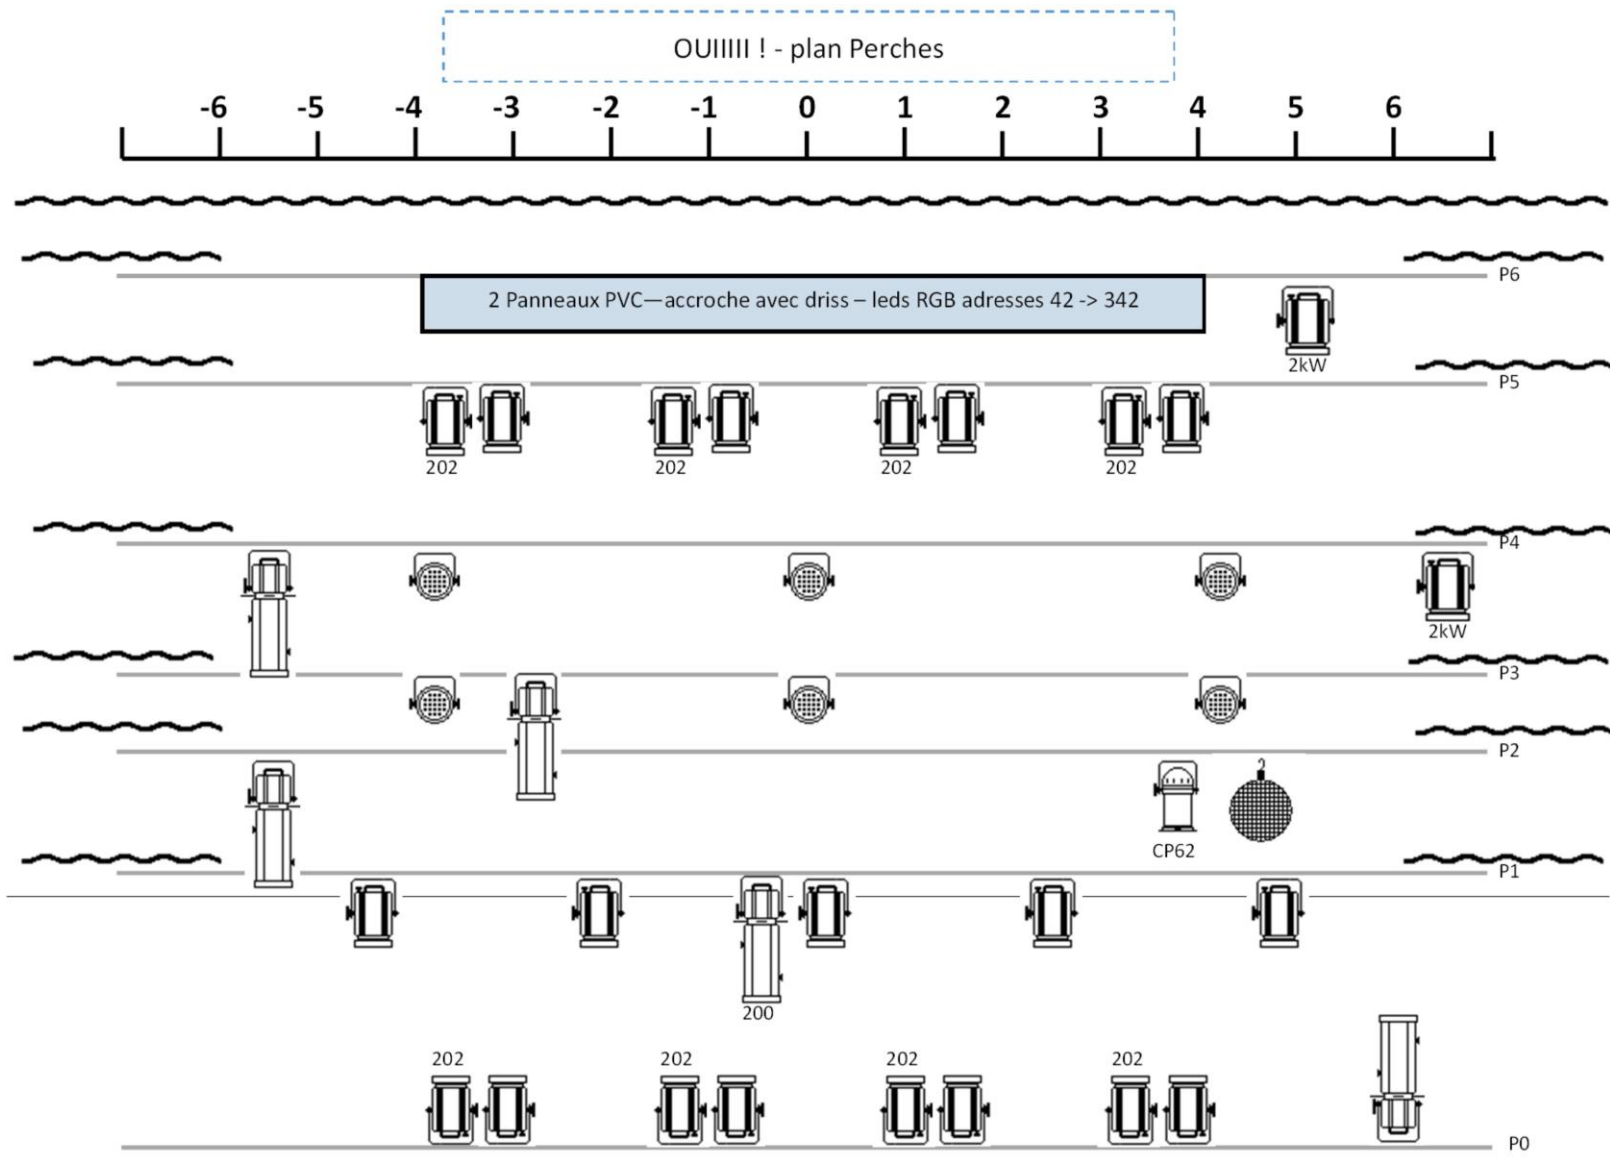 OUIIIII ! - plan Perches
-6 -5 -4 -3 -2 -1 0 1 2 3 4 5 6
P6
2 Panneaux PVC—accroche avec driss – leds RGB adresses 42 -> 342
2kW
P5
202 202 202 202
P4
2kW
P3
P2
CP62
P1
200
202 202 202 202
P0